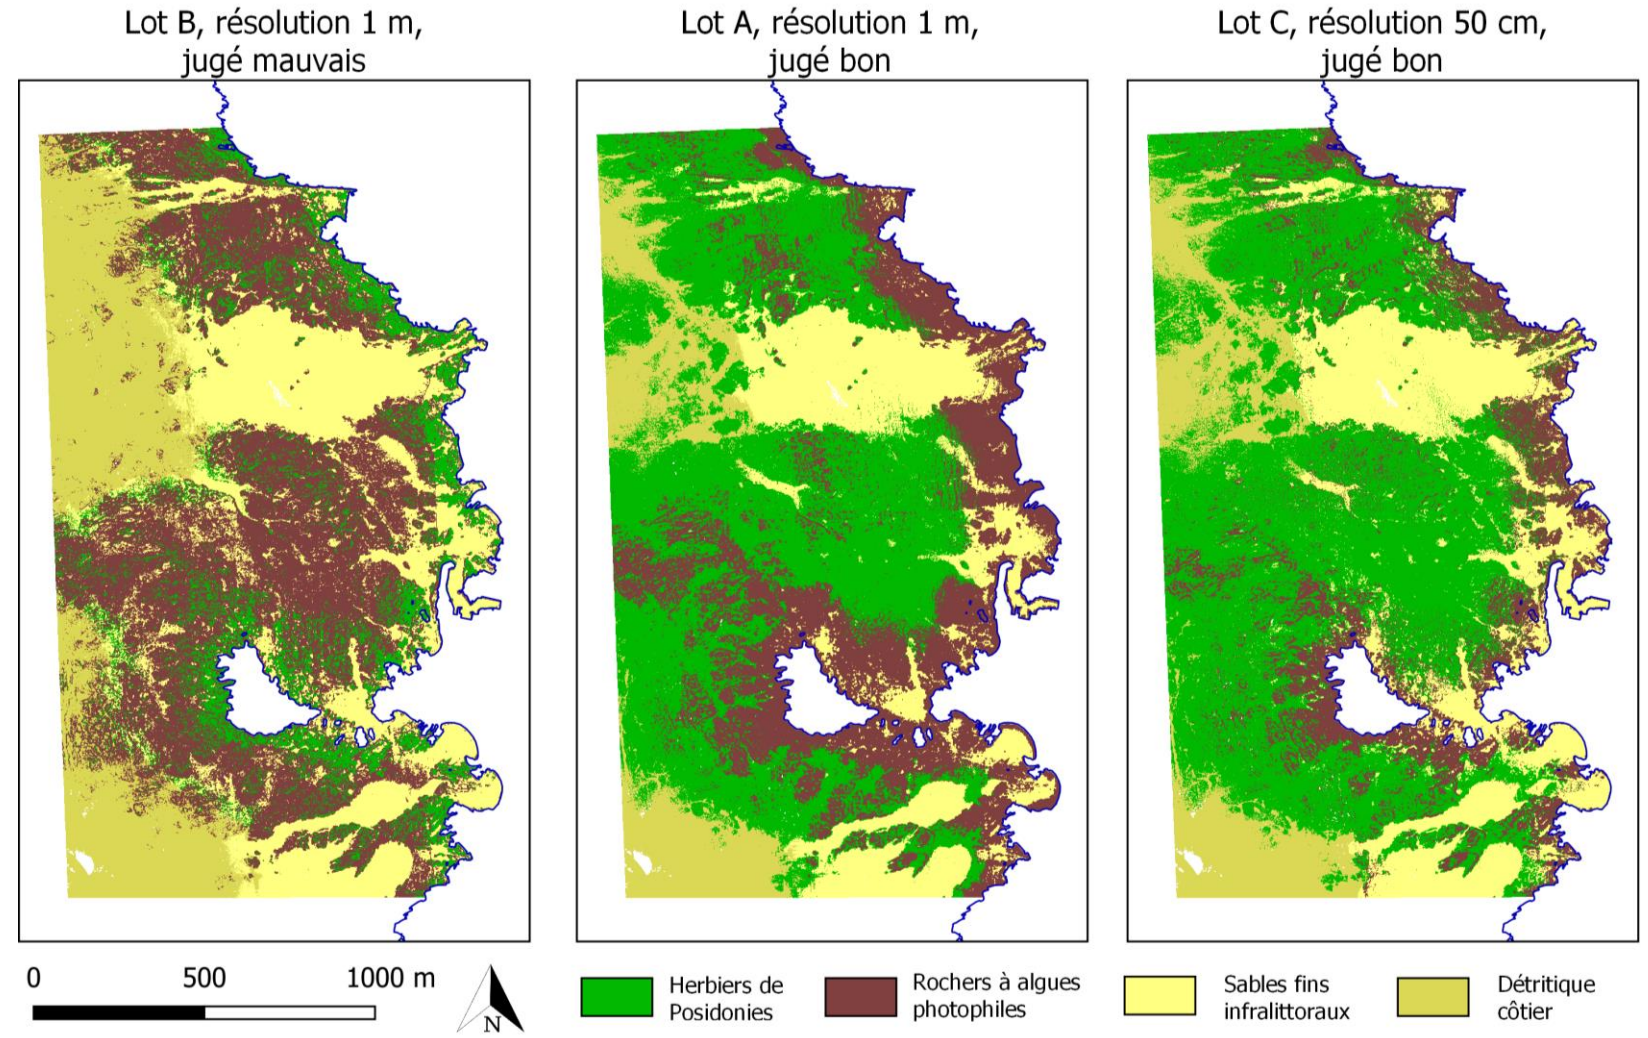 Lot B, résolution 1 m,
jugé mauvais
Lot A, résolution 1 m,
jugé bon
Lot C, résolution 50 cm,
jugé bon
0 500 1000 m
N
Herbiers de
Posidonies
Rochers à algues
photophiles
Sables fins
infralittoraux
Détritique
côtier